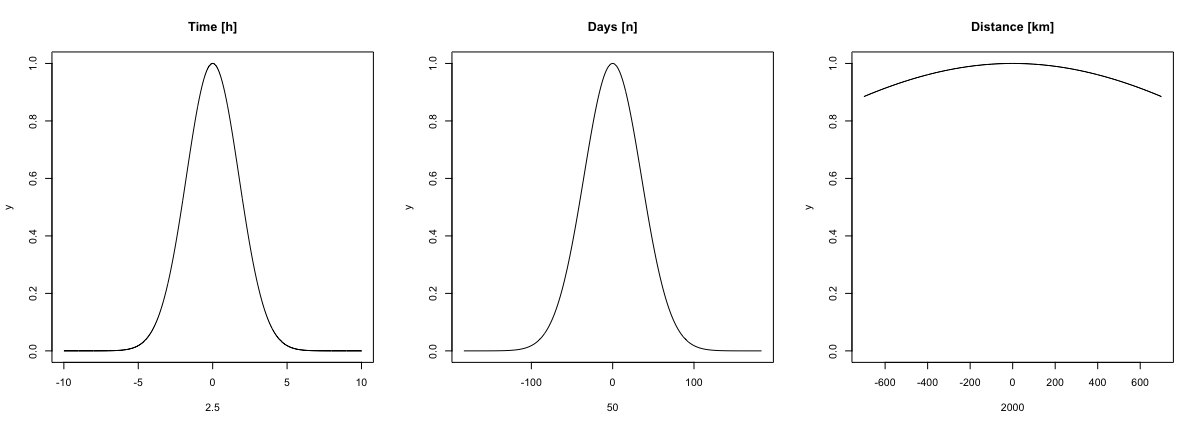 Time [h]
y
0.0 0.2 0.4 0.6 0.8 1.0
-10 -5 0 5 10
2.5
Days [n]
y
0.0 0.2 0.4 0.6 0.8 1.0
-100 0 100
50
Distance [km]
y
0.0 0.2 0.4 0.6 0.8 1.0
-600 -400 -200 0 200 400 600
2000